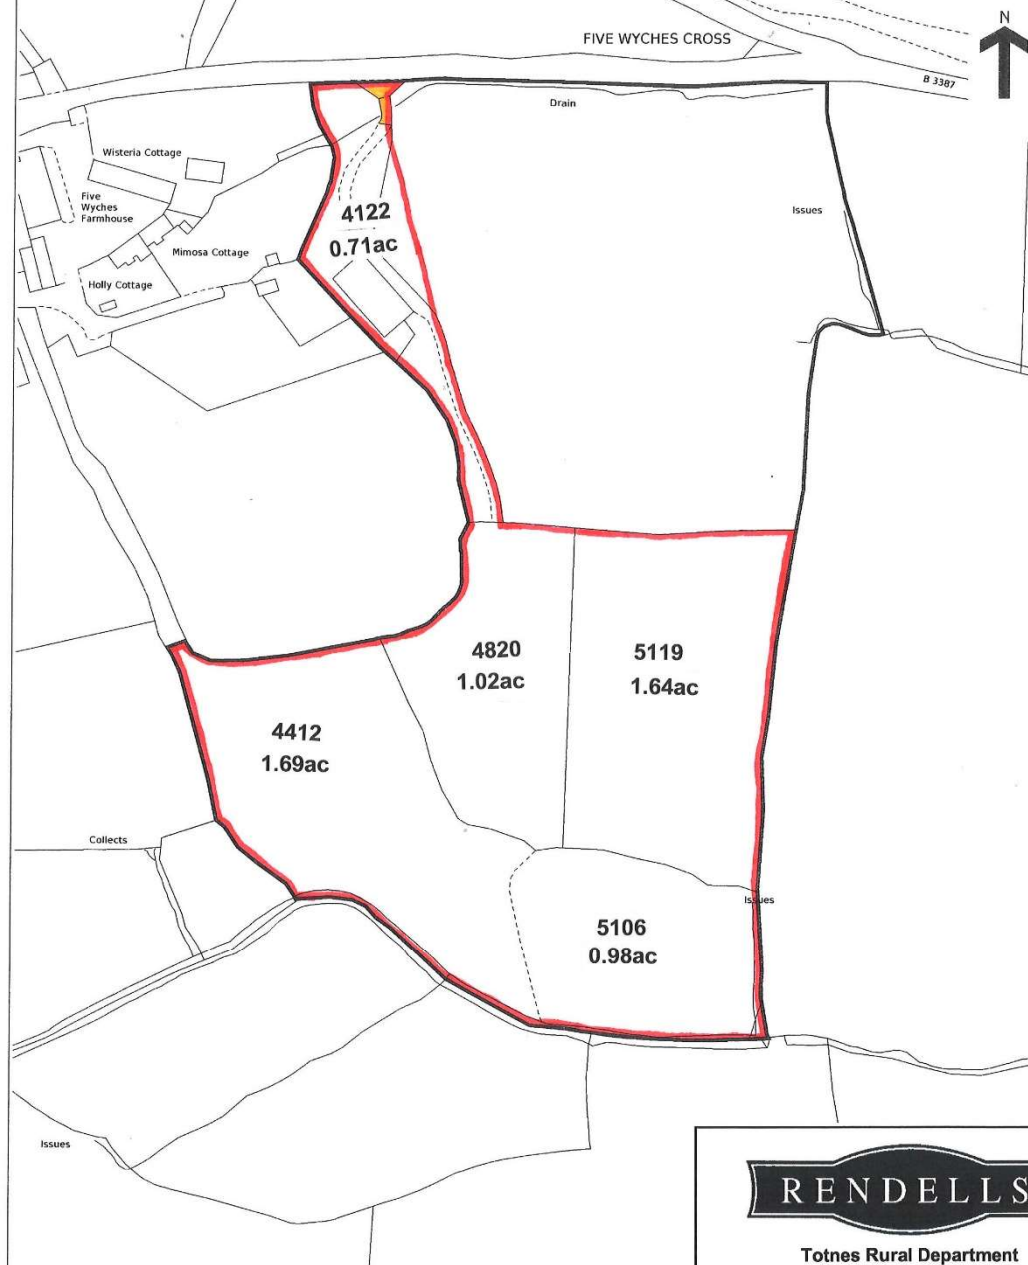 N
FIVE WYCHES CROSS
B 3387
Drain
Wisteria Cottage
Five
Wyches
Farmhouse
4122
0.71ac
Issues
Mimosa Cottage
Holly Cottage
4820
1.02ac
5119
1.64ac
4412
1.69ac
Collects
Issues
5106
0.98ac
Issues
RENDELLS
Totnes Rural Department